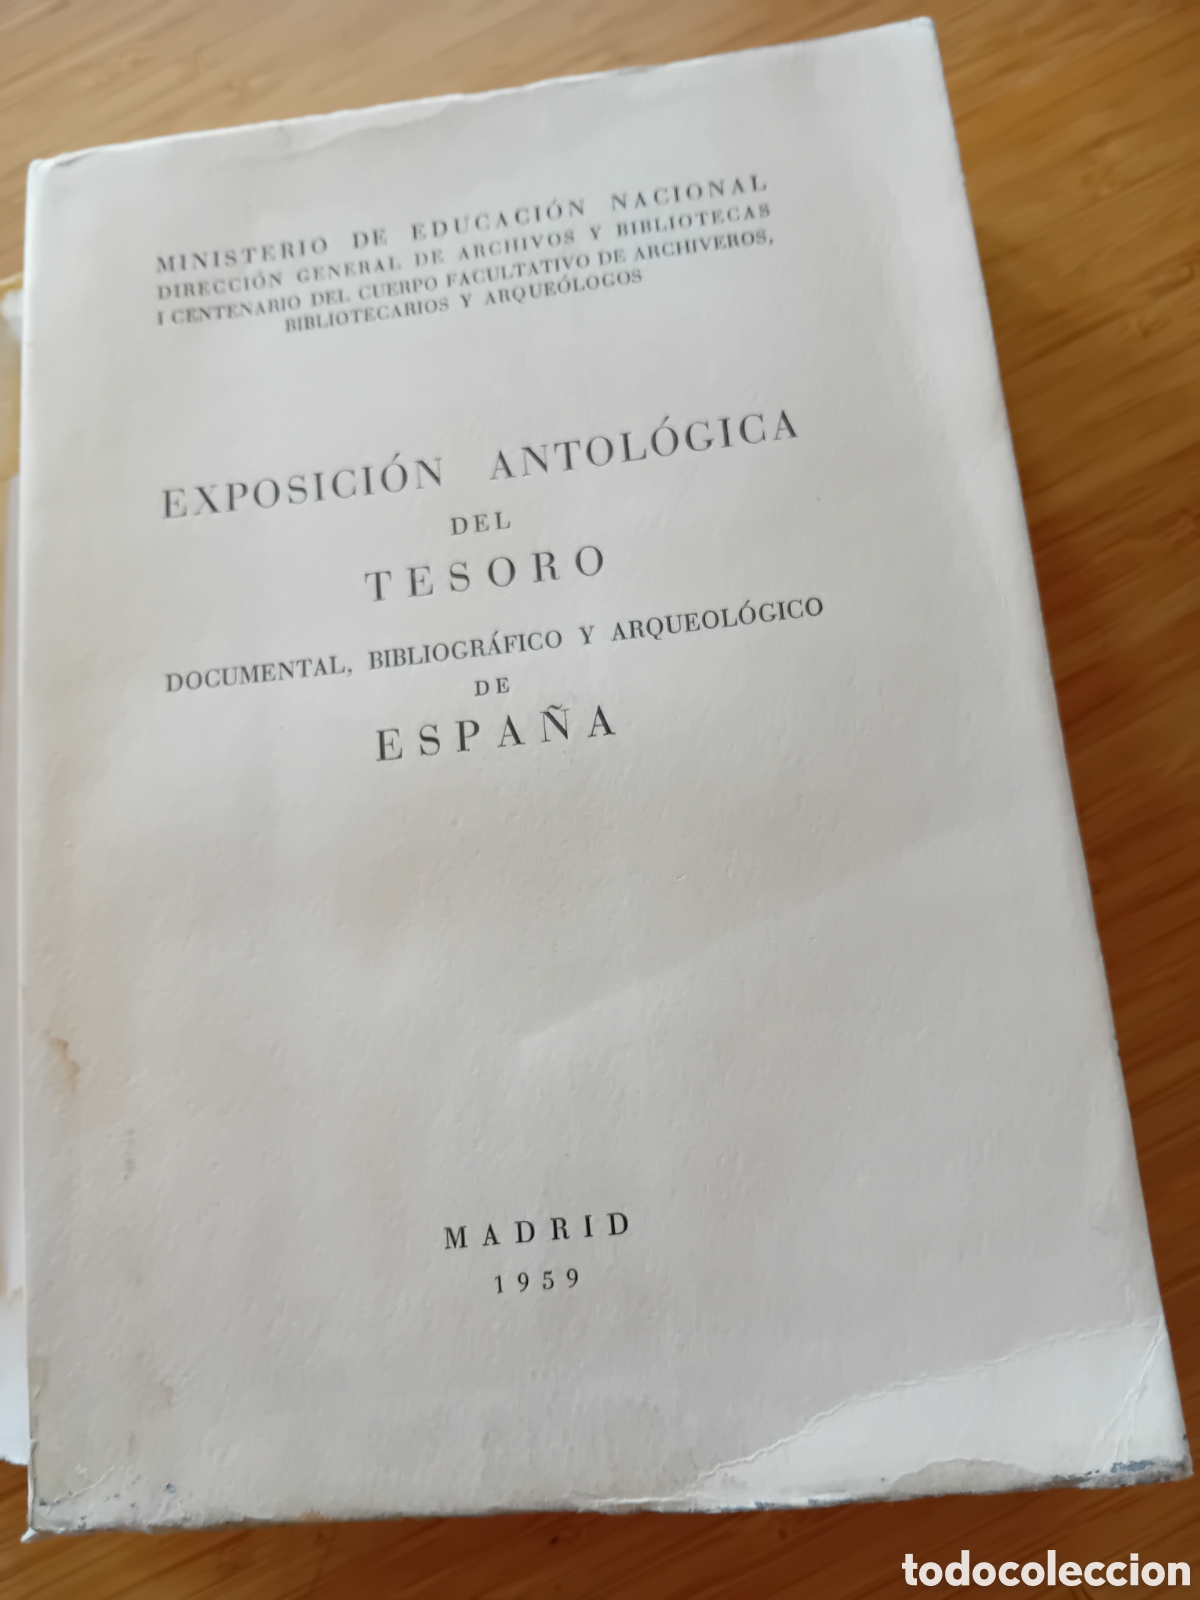 MINISTERIO DE EDUCACIÓN NACIONAL
DIRECCIÓN GENERAL DE ARCHIVOS Y BIBLIOTECAS
I CENTENARIO DEL CUERPO FACULTATIVO DE ARCHIVEROS,
BIBLIOTECARIOS Y ARQUEÓLOGOS
EXPOSICIÓN ANTOLÓGICA
DEL
TESORO
DOCUMENTAL, BIBLIOGRÁFICO Y ARQUEOLÓGICO
DE
ESPAÑA
MADRID
1959
todocoleccion